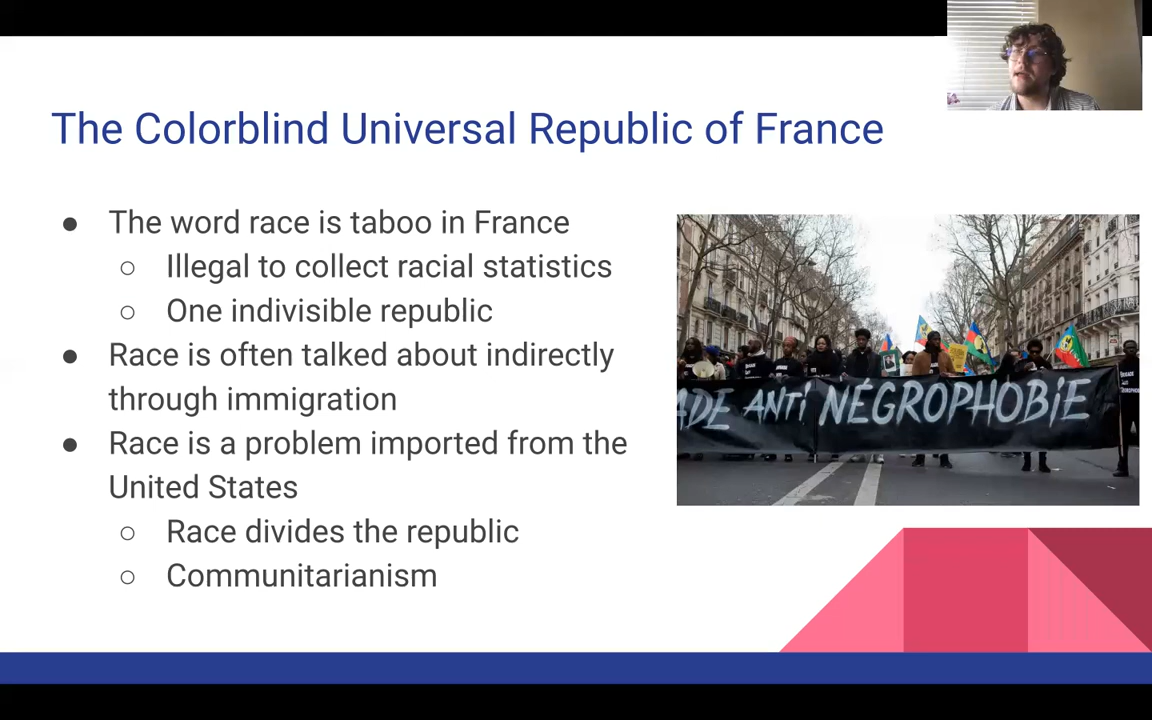 The Colorblind Universal Republic of France
● The word race is taboo in France
○ Illegal to collect racial statistics
○ One indivisible republic
● Race is often talked about indirectly
through immigration
● Race is a problem imported from the
United States
○ Race divides the republic
○ Communitarianism
ADE ANTi NÉGROPHOBiE